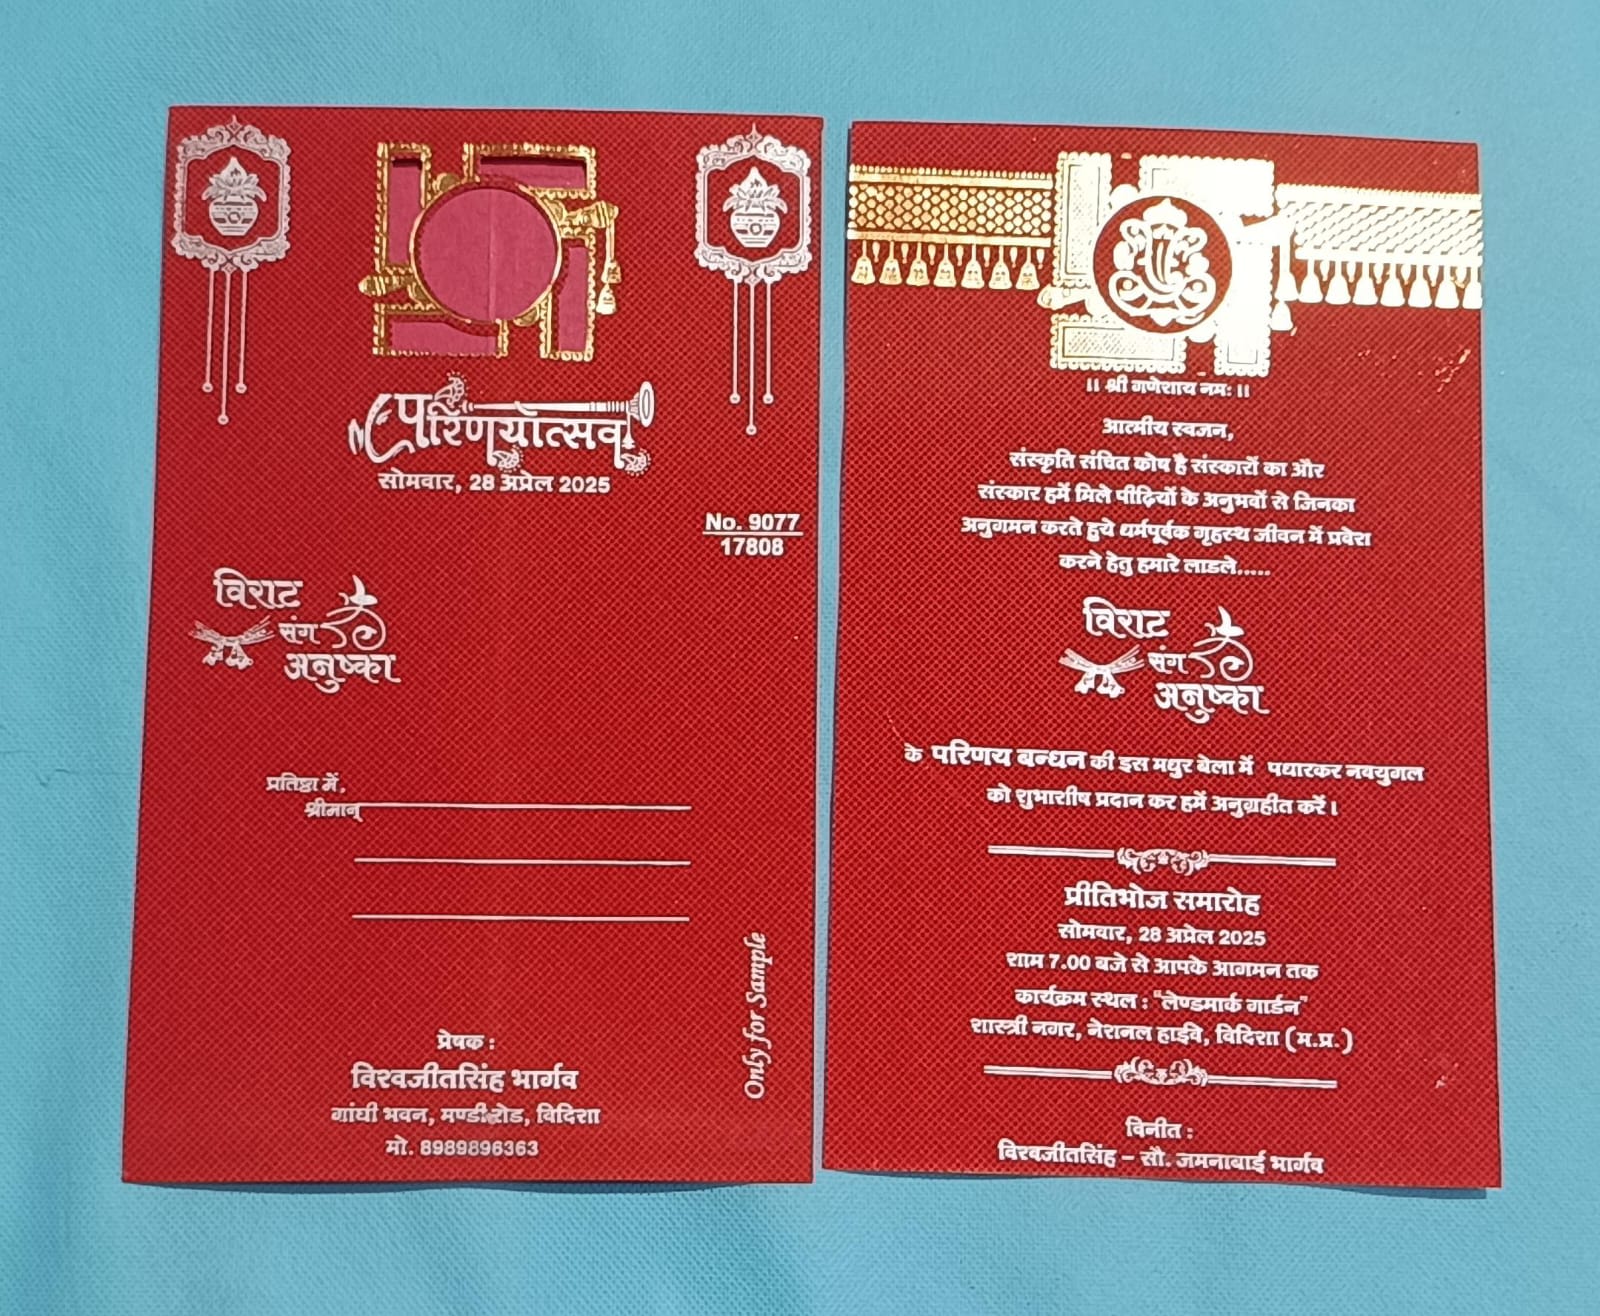 परिणयोत्सव
सोमवार, 28 अप्रेल 2025
No. 9077
17808
विराट
संग
अनुष्का
प्रतिष्ठा में,
श्रीमान्
Only for Sample
प्रेषक :
विश्वजीतसिंह भार्गव
गांधी भवन, मण्डी रोड, विदिशा
मो. 8989896363
।। श्री गणेशाय नमः ।।
आत्मीय स्वजन,
संस्कृति संचित कोष है संस्कारों का और
संस्कार हमें मिले पीढ़ियों के अनुभवों से जिनका
अनुगमन करते हुये धर्मपूर्वक गृहस्थ जीवन में प्रवेश
करने हेतु हमारे लाडले.....
विराट
संग
अनुष्का
के परिणय बन्धन की इस मधुर बेला में पधारकर नवयुगल
को शुभाशीष प्रदान कर हमें अनुग्रहीत करें।
प्रीतिभोज समारोह
सोमवार, 28 अप्रेल 2025
शाम 7.00 बजे से आपके आगमन तक
कार्यक्रम स्थल : "लेण्डमार्क गार्डन"
शास्त्री नगर, नेशनल हाईवे, विदिशा (म.प्र.)
विनीत :
विश्वजीतसिंह – सौ. जमनाबाई भार्गव